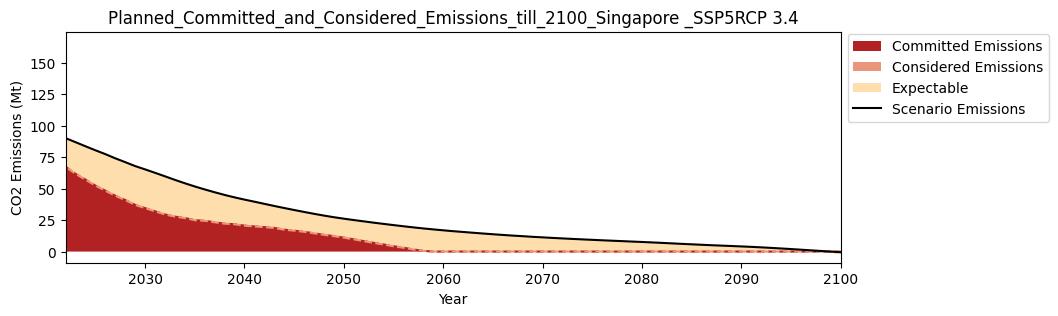 Planned_Committed_and_Considered_Emissions_till_2100_Singapore _SSP5RCP 3.4
Committed Emissions
Considered Emissions
Expectable
Scenario Emissions
CO2 Emissions (Mt)
150
125
100
75
50
25
0
2030 2040 2050 2060 2070 2080 2090 2100
Year